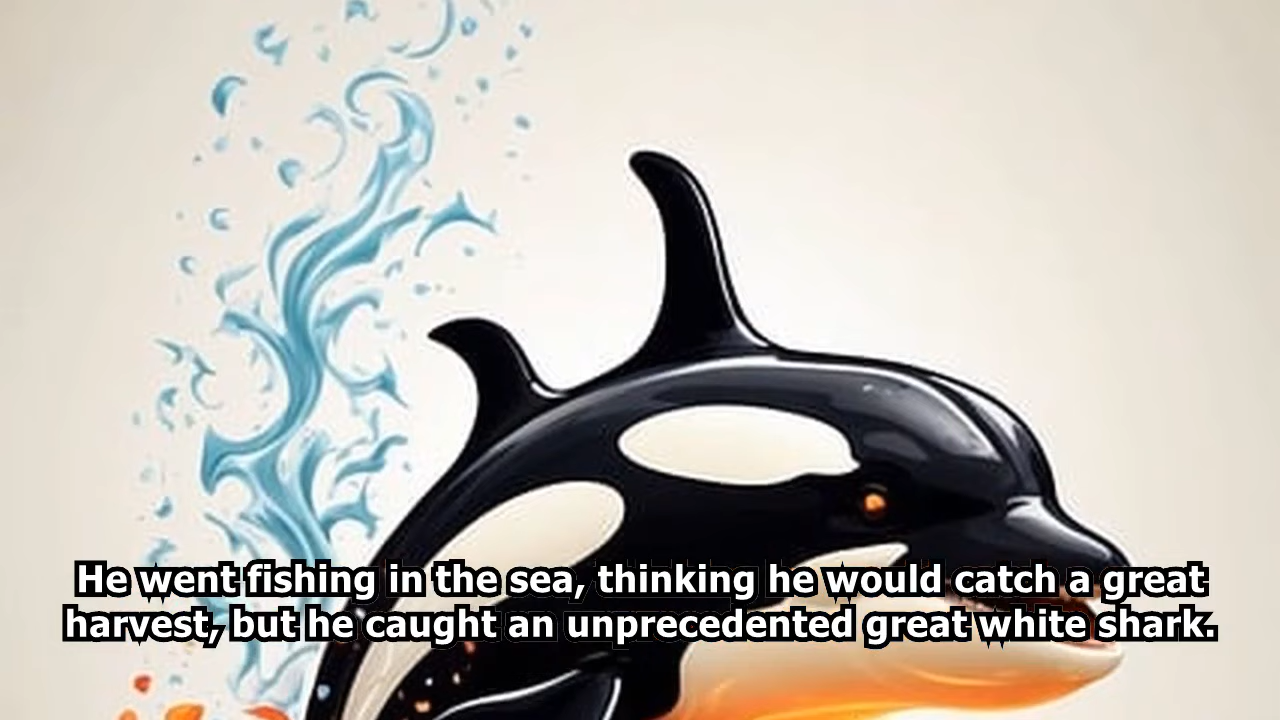 He went fishing in the sea, thinking he would catch a great
harvest, but he caught an unprecedented great white shark.